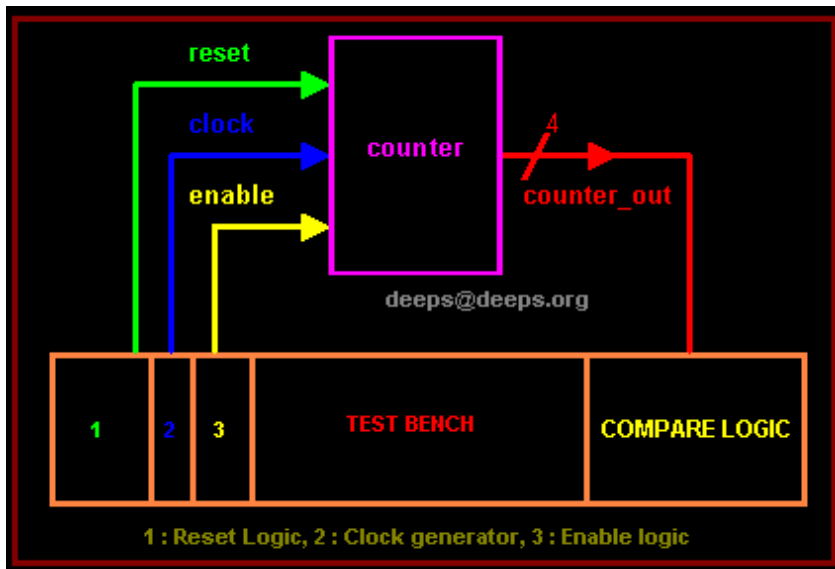 reset
clock
counter
4
enable
counter_out
deeps@deeps.org
1
2
3
TEST BENCH
COMPARE LOGIC
1 : Reset Logic, 2 : Clock generator, 3 : Enable logic